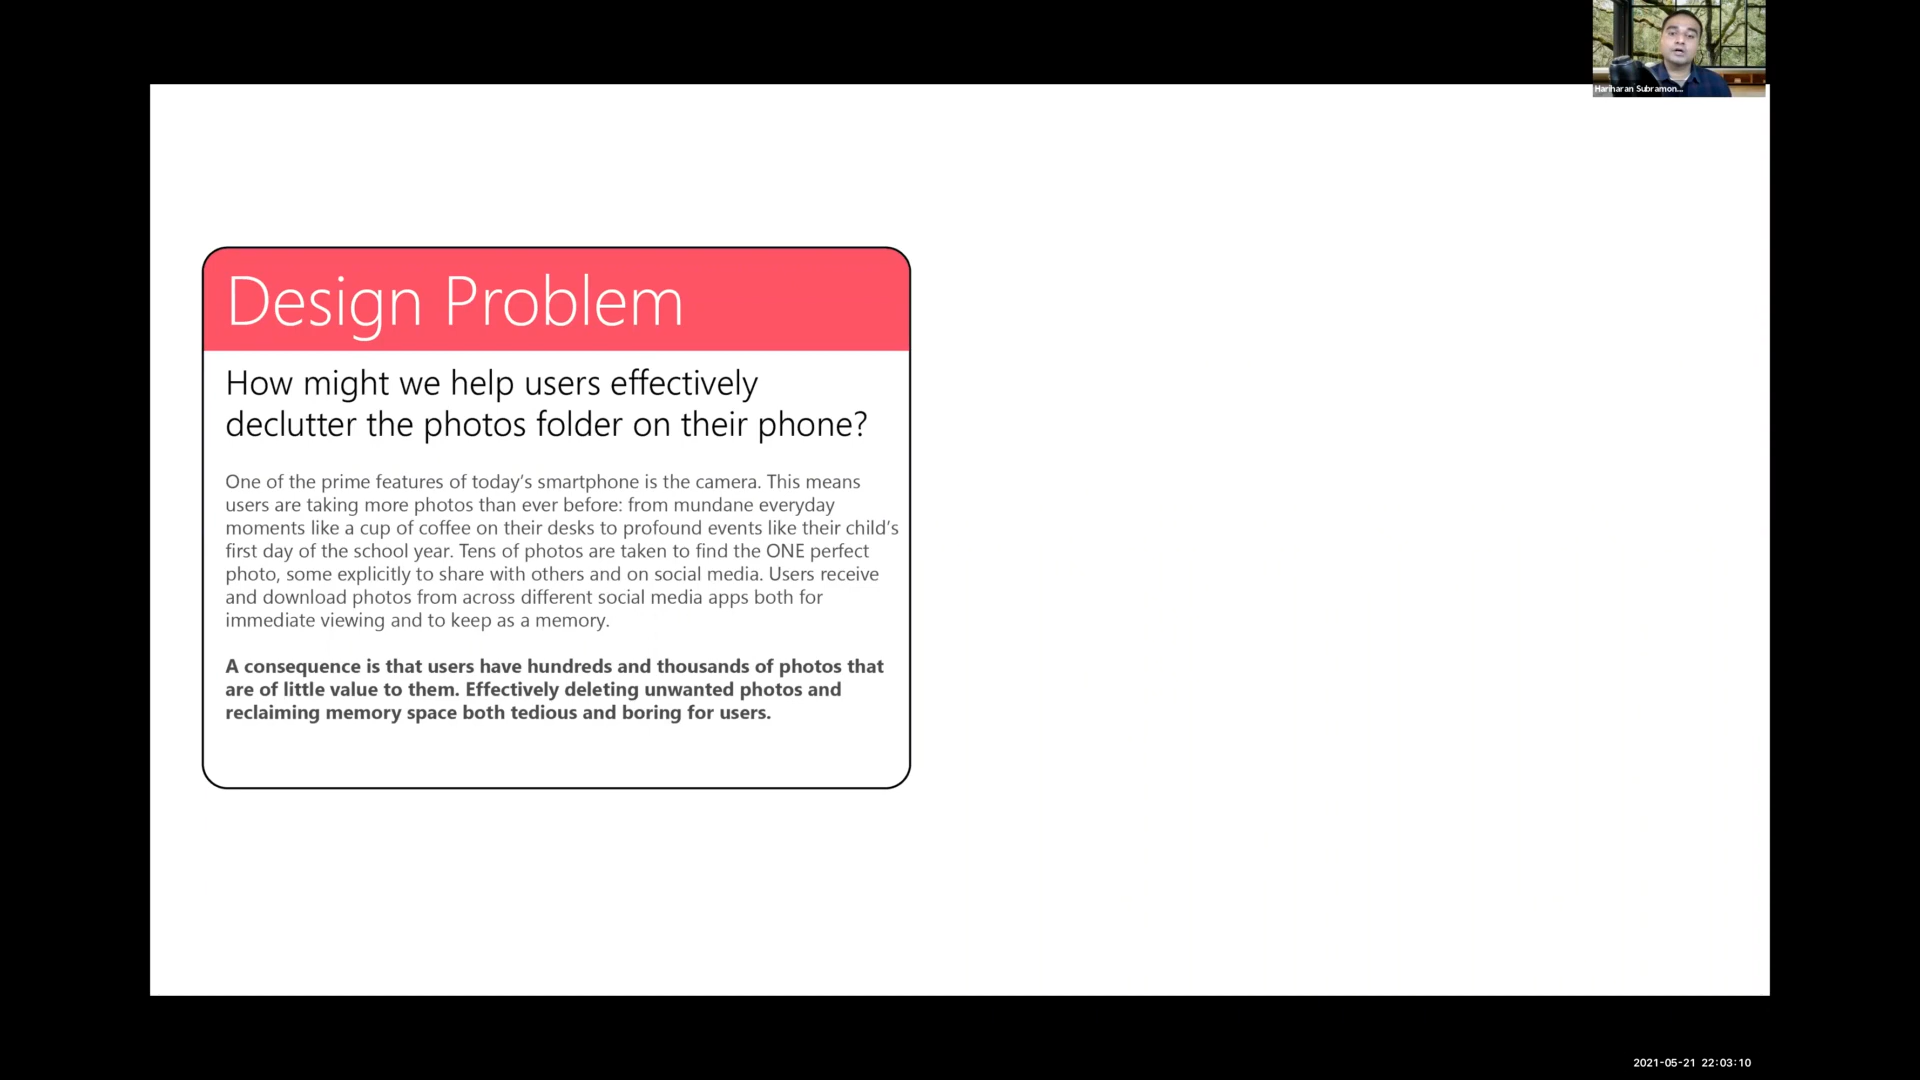 Hariharan Subramon...
Design Problem
How might we help users effectively
declutter the photos folder on their phone?
One of the prime features of today's smartphone is the camera. This means
users are taking more photos than ever before: from mundane everyday
moments like a cup of coffee on their desks to profound events like their child's
first day of the school year. Tens of photos are taken to find the ONE perfect
photo, some explicitly to share with others and on social media. Users receive
and download photos from across different social media apps both for
immediate viewing and to keep as a memory.
A consequence is that users have hundreds and thousands of photos that
are of little value to them. Effectively deleting unwanted photos and
reclaiming memory space both tedious and boring for users.
2021-05-21 22:03:10